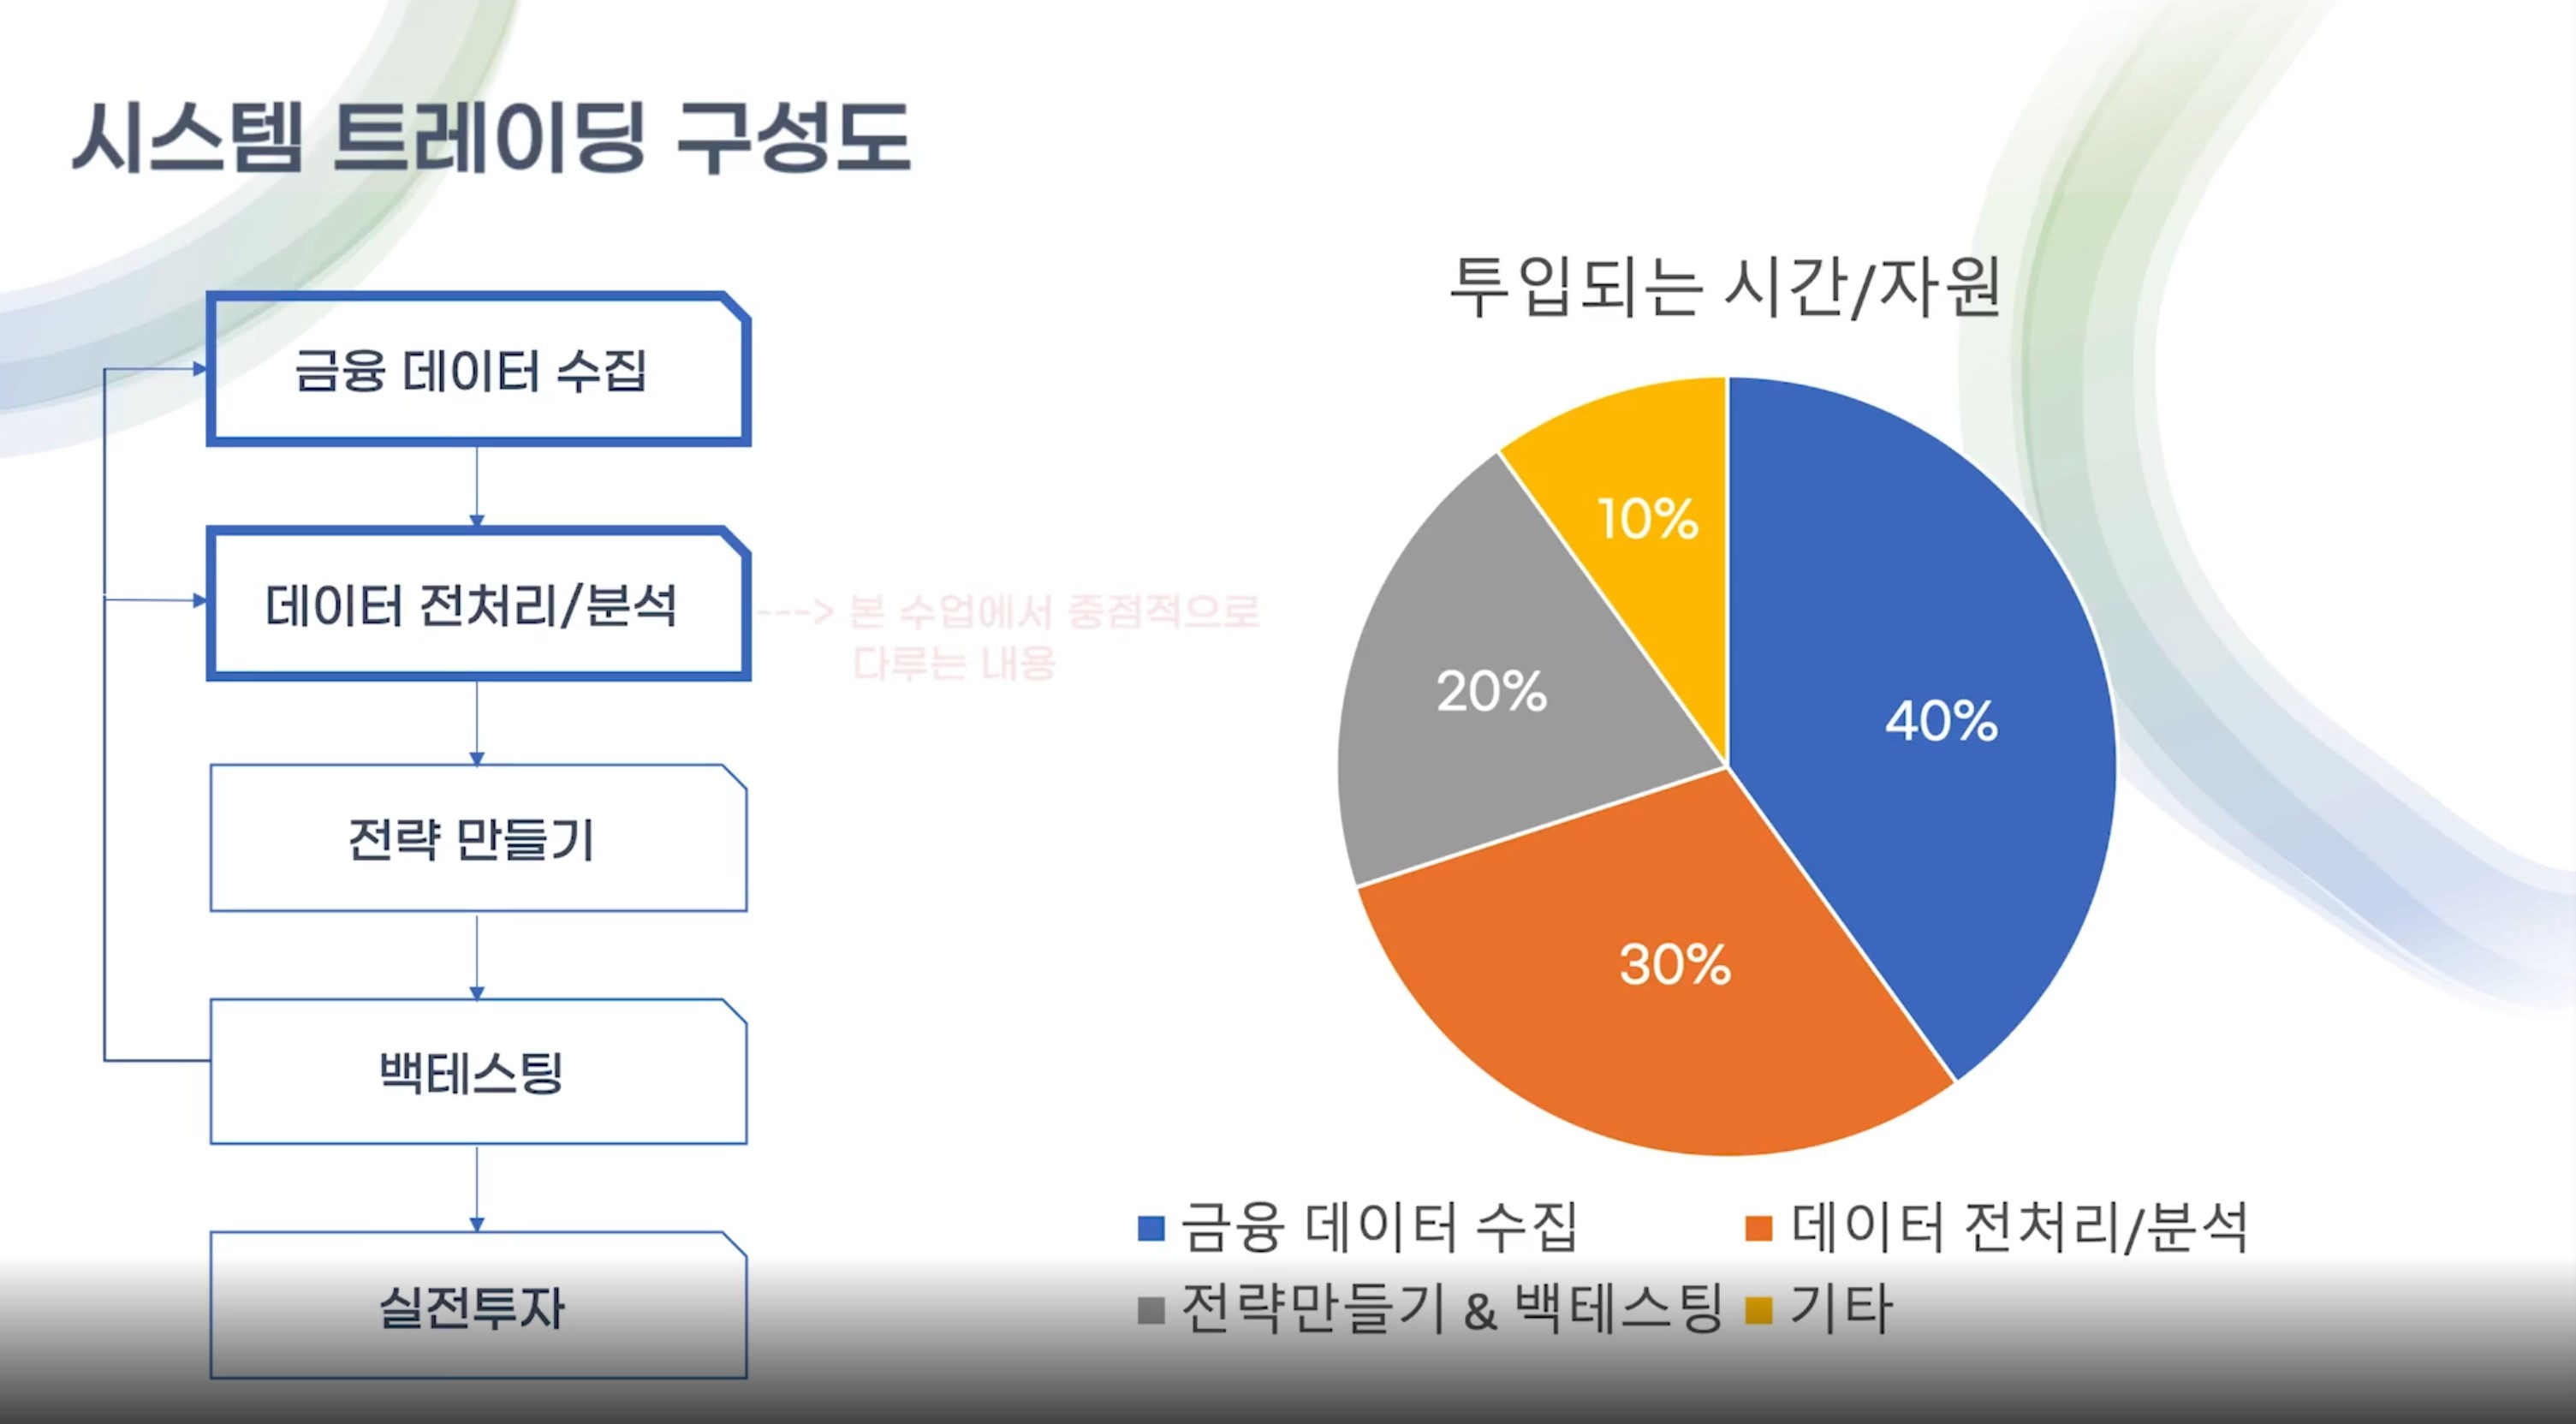 시스템 트레이딩 구성도
금융 데이터 수집
데이터 전처리/분석
---> 본 수업에서 중점적으로
다루는 내용
전략 만들기
백테스팅
실전투자
투입되는 시간/자원
10%
40%
20%
30%
금융 데이터 수집
데이터 전처리/분석
전략만들기 & 백테스팅
기타